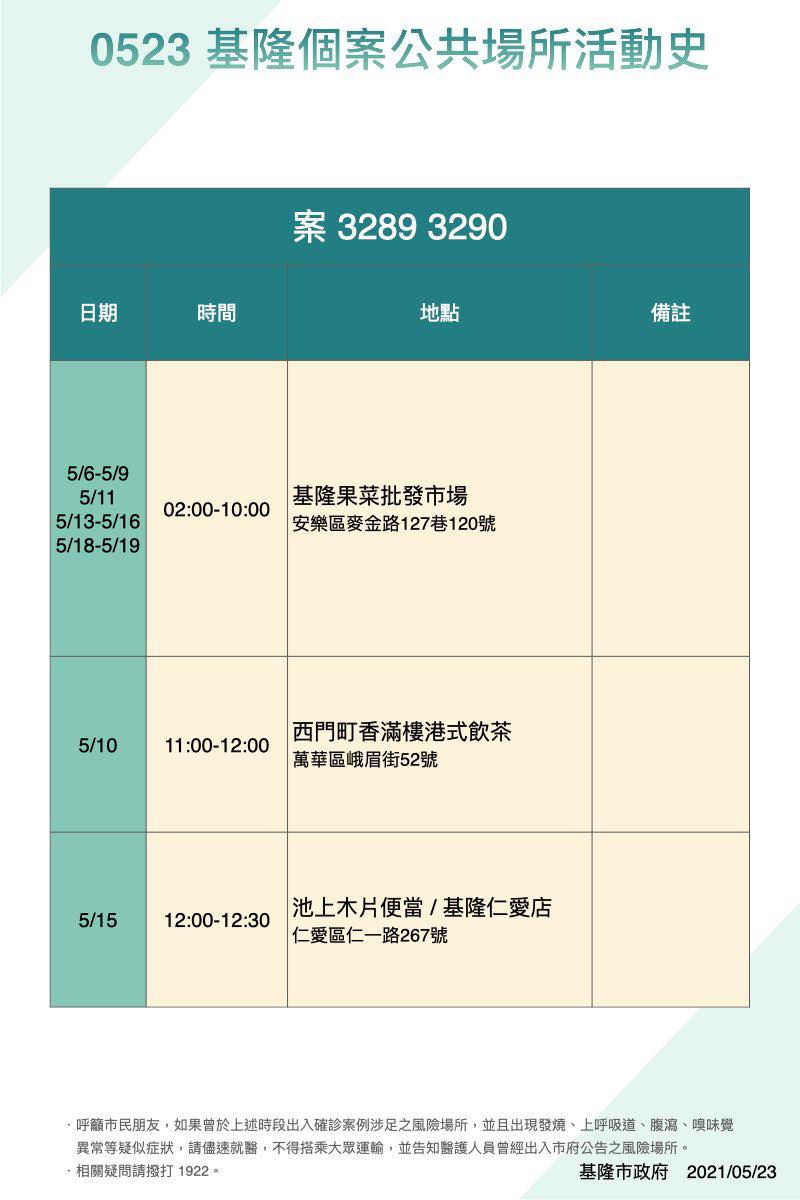 0523 基隆個案公共場所活動史
案 3289 3290
日期 時間 地點 備註
5/6-5/9
5/11
5/13-5/16
5/18-5/19
02:00-10:00
基隆果菜批發市場
安樂區麥金路127巷120號
5/10
11:00-12:00
西門町香滿樓港式飲茶
萬華區峨眉街52號
5/15
12:00-12:30
池上木片便當 / 基隆仁愛店
仁愛區仁一路267號
· 呼籲市民朋友，如果曾於上述時段出入確診案例涉足之風險場所，並且出現發燒、上呼吸道、腹瀉、嗅味覺
異常等疑似症狀，請儘速就醫，不得搭乘大眾運輸，並告知醫護人員曾經出入市府公告之風險場所。
· 相關疑問請撥打 1922。
基隆市政府 2021/05/23